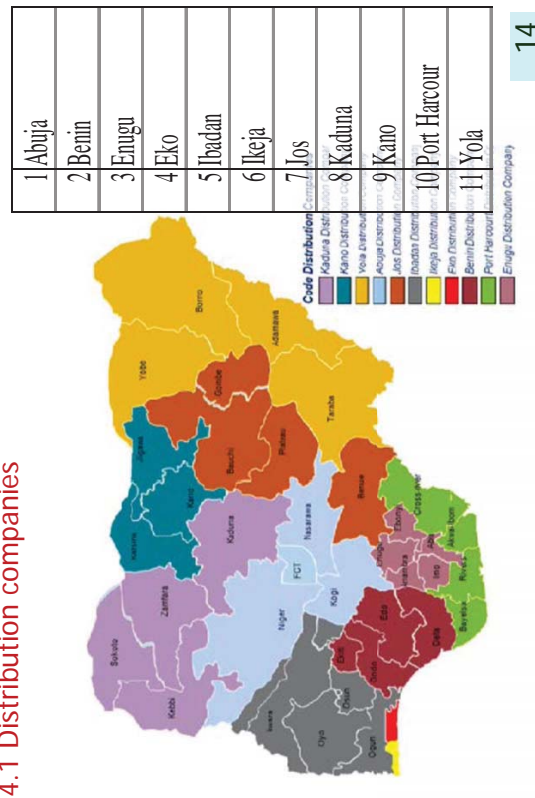 4.1 Distribution companies
1 Abuja
2 Benin
3 Enugu
4 Eko
5 Ibadan
6 Ikeja
7 Jos
8 Kaduna
9 Kano
10 Port Harcour
11 Yola
Code Distribution
Kaduna Distribution
Kano Distribution
Yola Distribution
Abuja Distribution
Jos Distribution Company
Ibadan Distribution
Ikeja Distribution
Eko Distribution
Benin Distribution
Port Harcourt
Enugu Distribution Company
Sokoto
Kebbi
Zamfara
Katsina
Kano
Jigawa
Yobe
Borno
Adamawa
Gombe
Bauchi
Kaduna
Plateau
Taraba
Niger
FCT
Nasarawa
Benue
Kogi
Kwara
Oyo
Osun
Ogun
Ekiti
Ondo
Edo
Delta
Enugu
Anambra
Ebony
Imo
Abia
Cross river
Akwa-Ibom
Rivers
Bayelsa
14